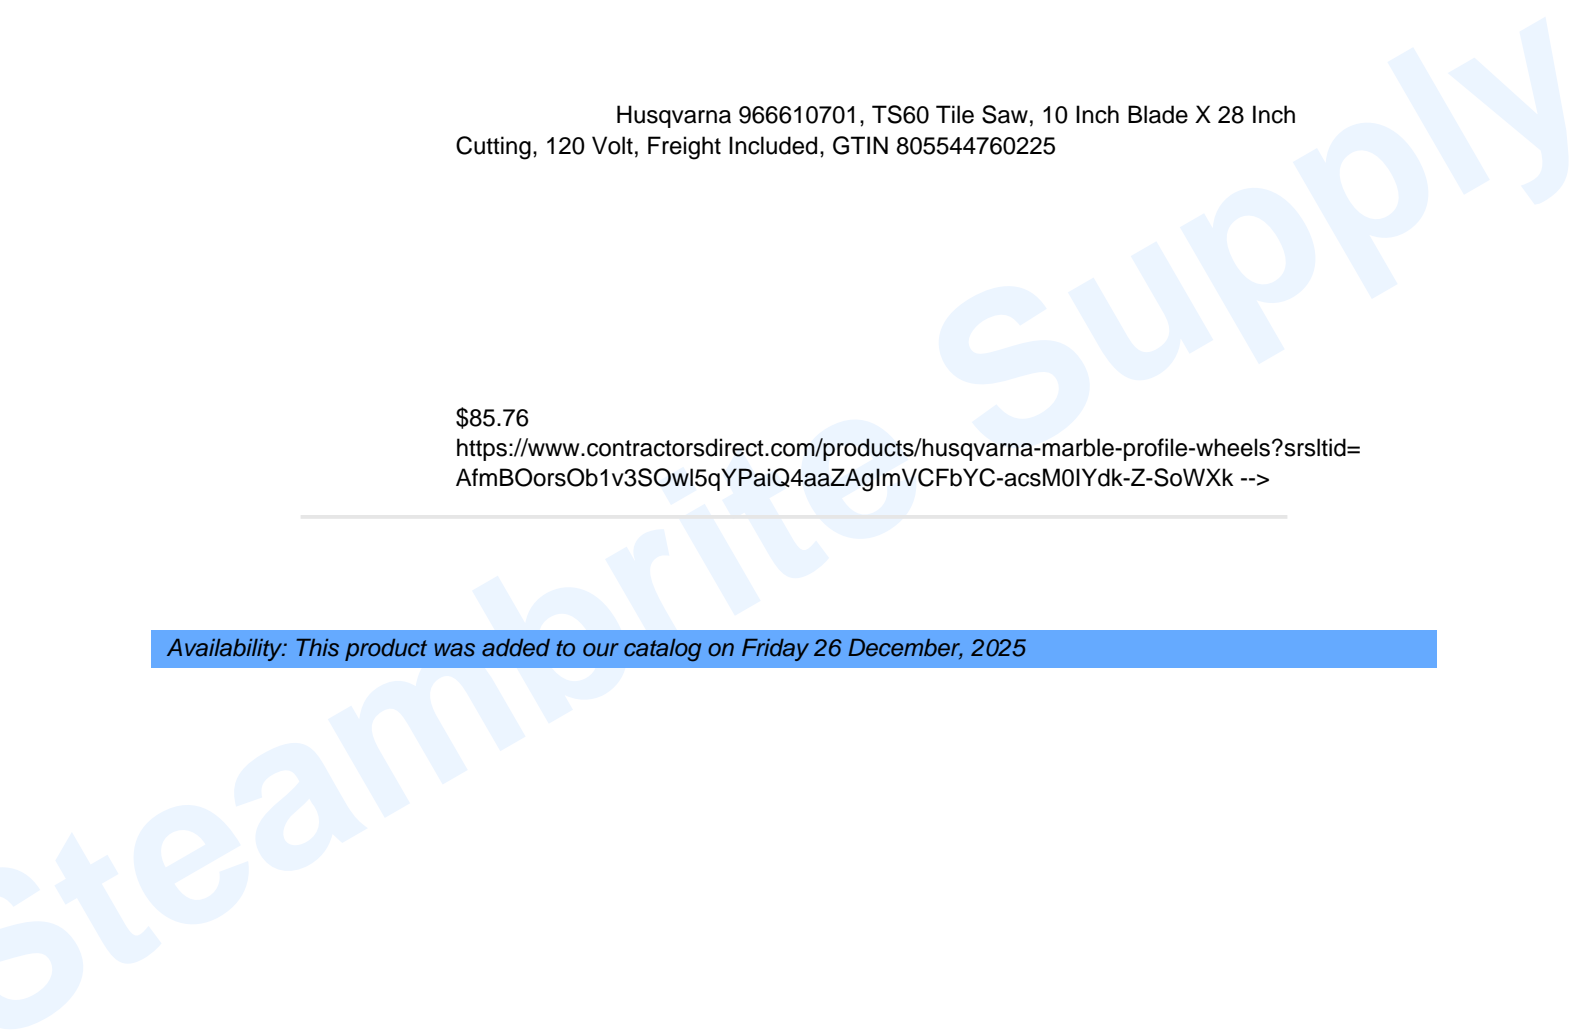 Husqvarna 966610701, TS60 Tile Saw, 10 Inch Blade X 28 Inch
Cutting, 120 Volt, Freight Included, GTIN 805544760225
$85.76
https://www.contractorsdirect.com/products/husqvarna-marble-profile-wheels?srsltid=
AfmBOorsOb1v3SOwl5qYPaiQ4aaZAgImVCFbYC-acsM0IYdk-Z-SoWXk -->
Availability: This product was added to our catalog on Friday 26 December, 2025
Steambrite Supply